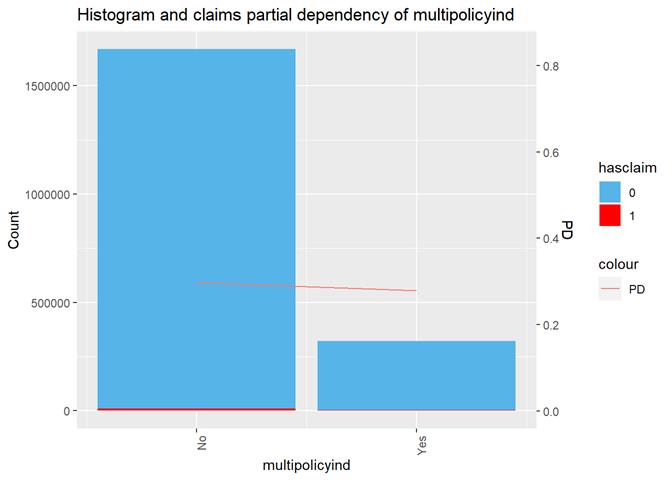 Histogram and claims partial dependency of multipolicyind
Count
1500000
1000000
500000
0
0.8
0.6
0.4
0.2
0.0
PD
No
Yes
multipolicyind
hasclaim
0
1
colour
PD